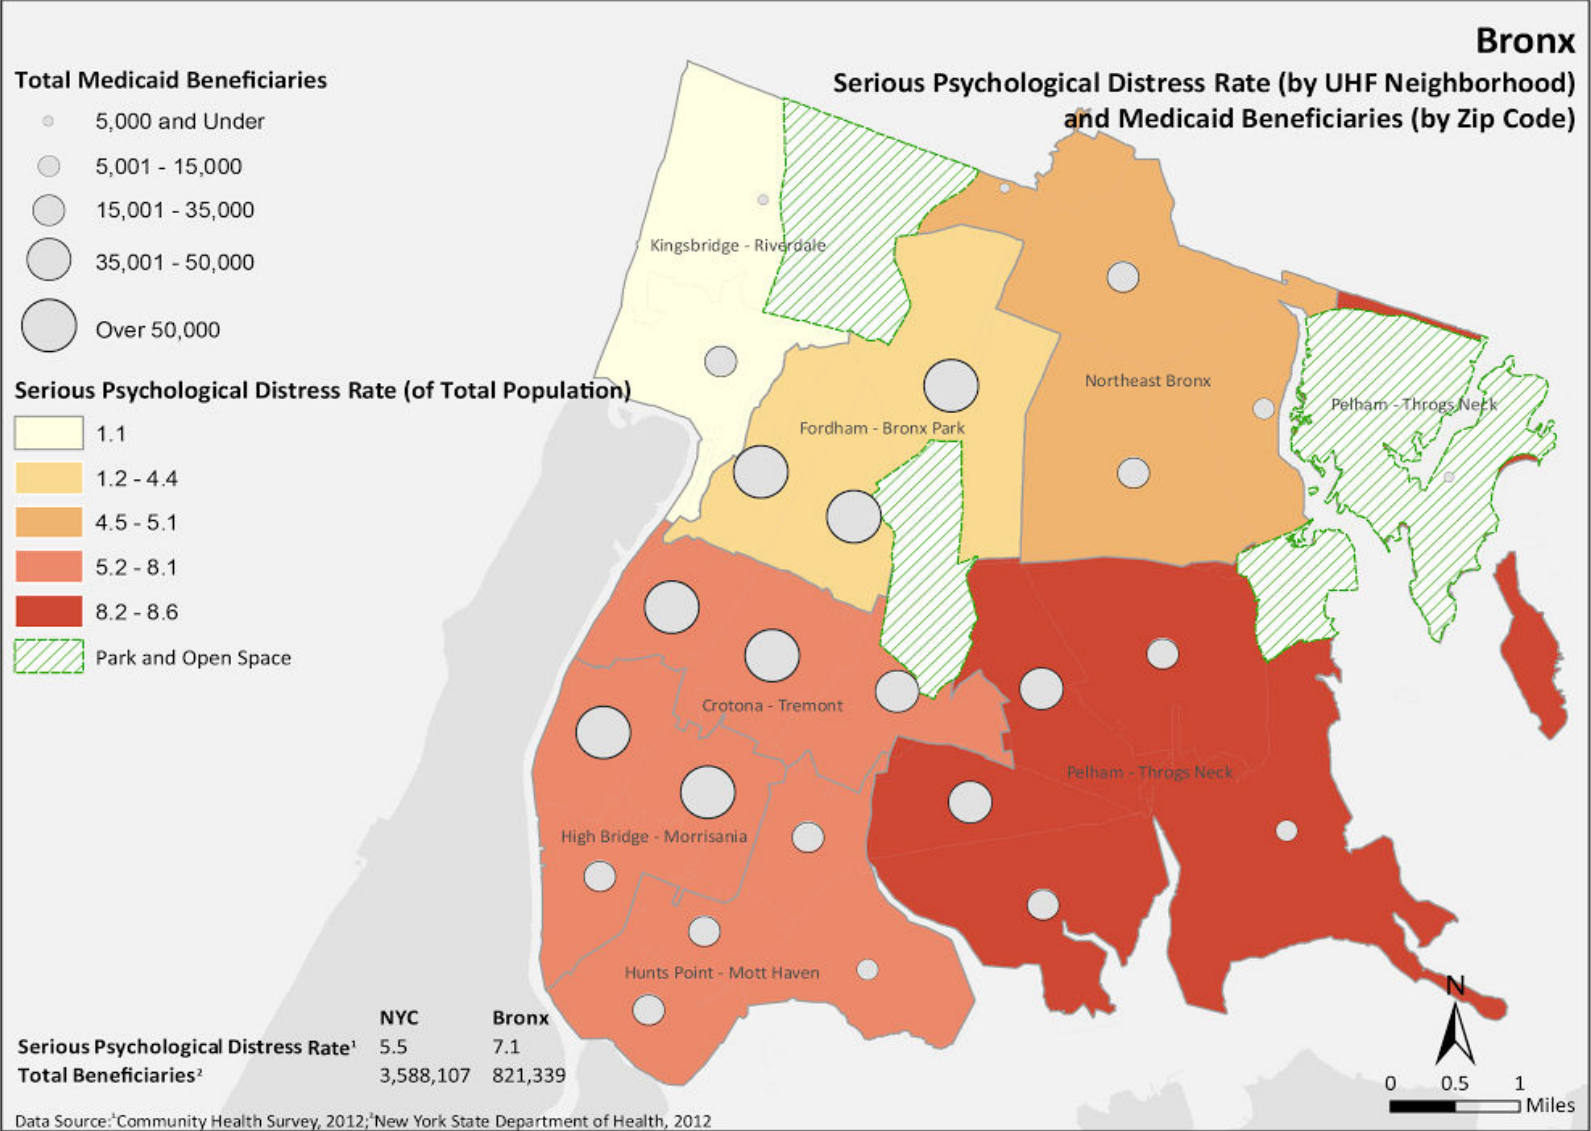 Bronx
Serious Psychological Distress Rate (by UHF Neighborhood)
and Medicaid Beneficiaries (by Zip Code)
Total Medicaid Beneficiaries
5,000 and Under
5,001 - 15,000
15,001 - 35,000
35,001 - 50,000
Over 50,000
Serious Psychological Distress Rate (of Total Population)
1.1
1.2 - 4.4
4.5 - 5.1
5.2 - 8.1
8.2 - 8.6
Park and Open Space
Kingsbridge - Riverdale
Northeast Bronx
Pelham - Throgs Neck
Fordham - Bronx Park
Crotona - Tremont
Pelham - Throgs Neck
High Bridge - Morrisania
Hunts Point - Mott Haven
NYC Bronx
Serious Psychological Distress Rate¹ 5.5 7.1
Total Beneficiaries² 3,588,107 821,339
Data Source:¹Community Health Survey, 2012;²New York State Department of Health, 2012
N
0 0.5 1
Miles